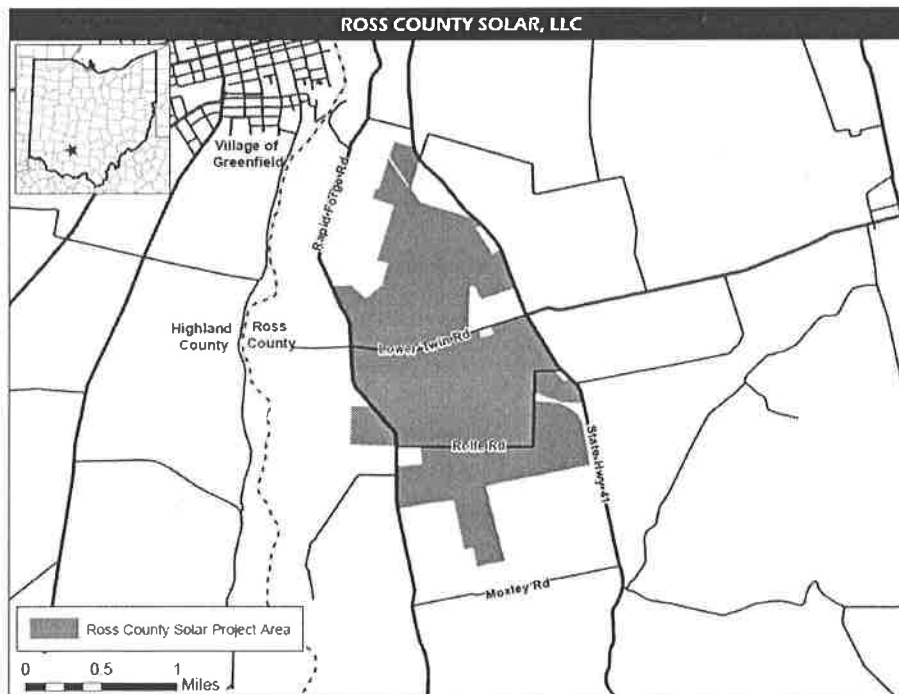 ROSS COUNTY SOLAR, LLC
Village of
Greenfield
Rapid-Forge-Rd
Highland
County
Ross
County
Lower-Twin-Rd
Rolfe Rd
State-Hwy-41
Moxley Rd
Ross County Solar Project Area
0 0.5 1
Miles